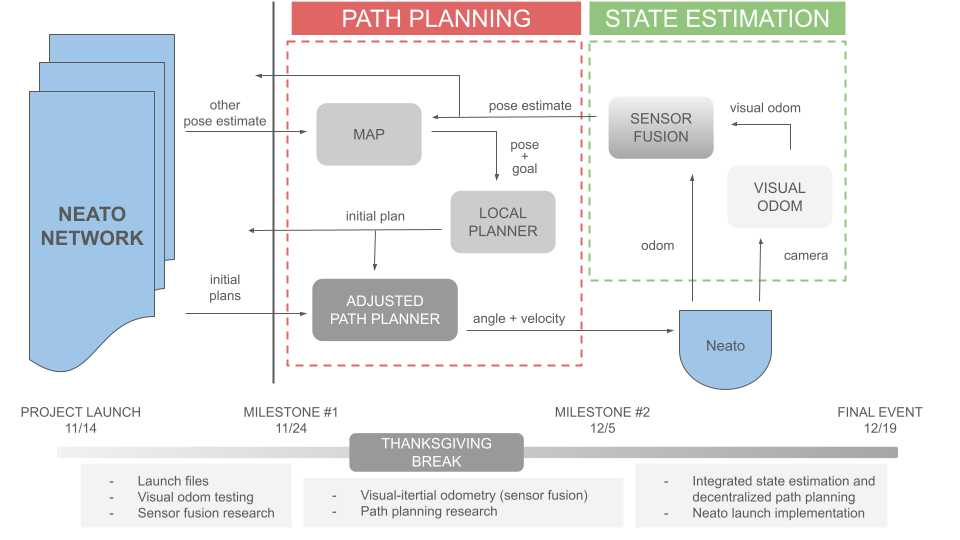 PATH PLANNING
STATE ESTIMATION
other
pose estimate
MAP
pose estimate
SENSOR
FUSION
visual odom
pose
+
goal
VISUAL
ODOM
NEATO
NETWORK
initial plan
LOCAL
PLANNER
odom
camera
initial
plans
ADJUSTED
PATH PLANNER
angle + velocity
Neato
PROJECT LAUNCH
11/14
MILESTONE #1
11/24
MILESTONE #2
12/5
FINAL EVENT
12/19
THANKSGIVING
BREAK
- Launch files
- Visual odom testing
- Sensor fusion research
- Visual-itertial odometry (sensor fusion)
- Path planning research
- Integrated state estimation and
decentralized path planning
- Neato launch implementation